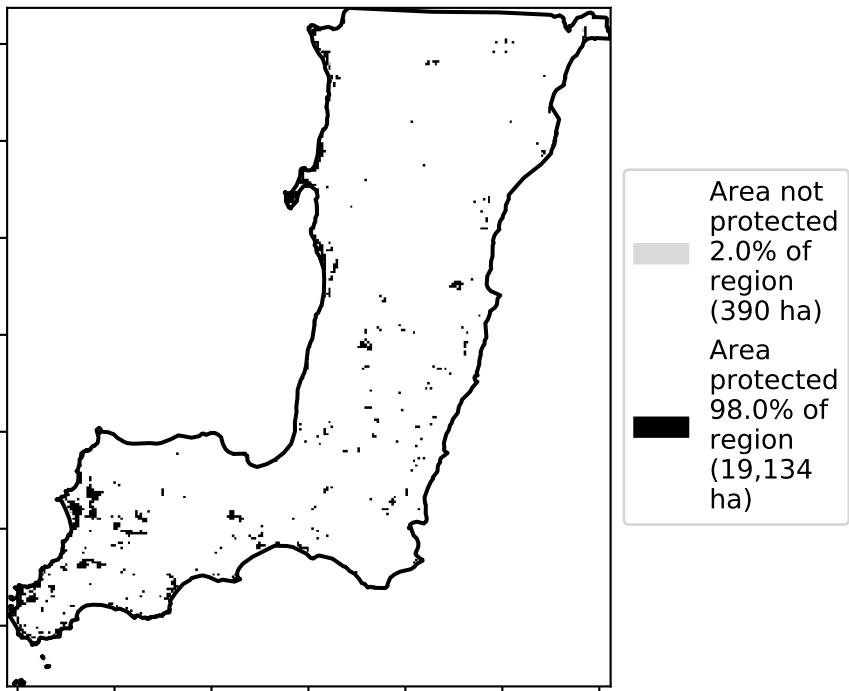 Area not
protected
2.0% of
region
(390 ha)
Area
protected
98.0% of
region
(19,134
ha)